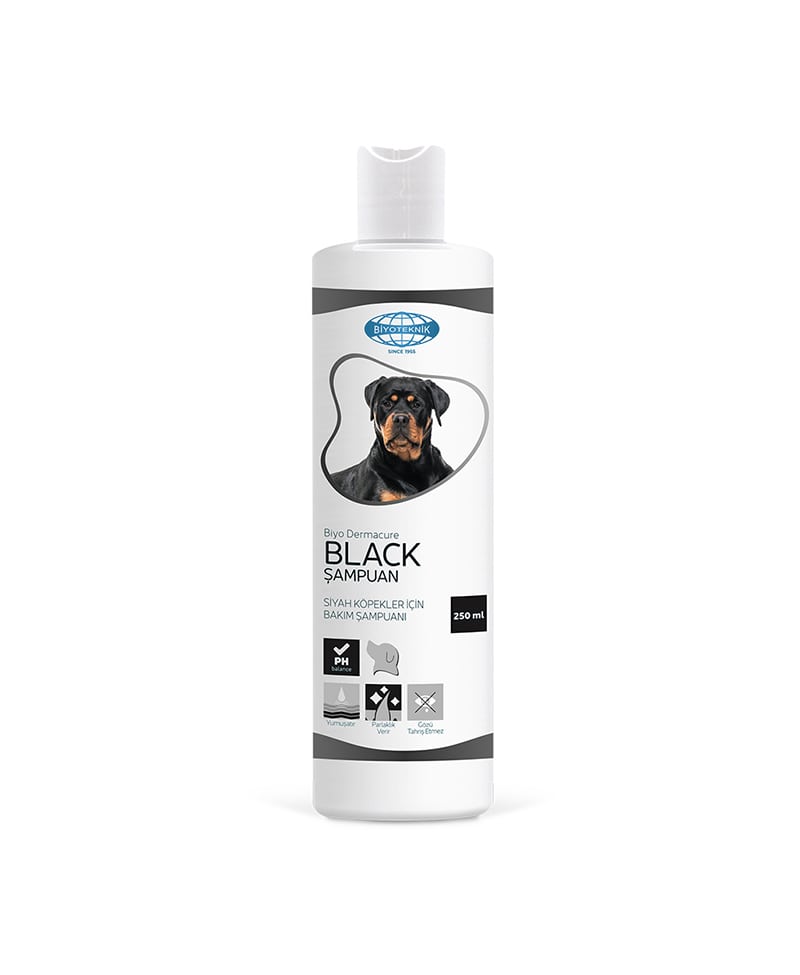 BİYOTEKNİK
SINCE 1955
Biyo Dermacure
BLACK
ŞAMPUAN
SİYAH KÖPEKLER İÇİN
BAKIM ŞAMPUANI
250 ml
PH
balance
Yumuşatır
Parlaklık
Verir
Gözü
Tahriş Etmez